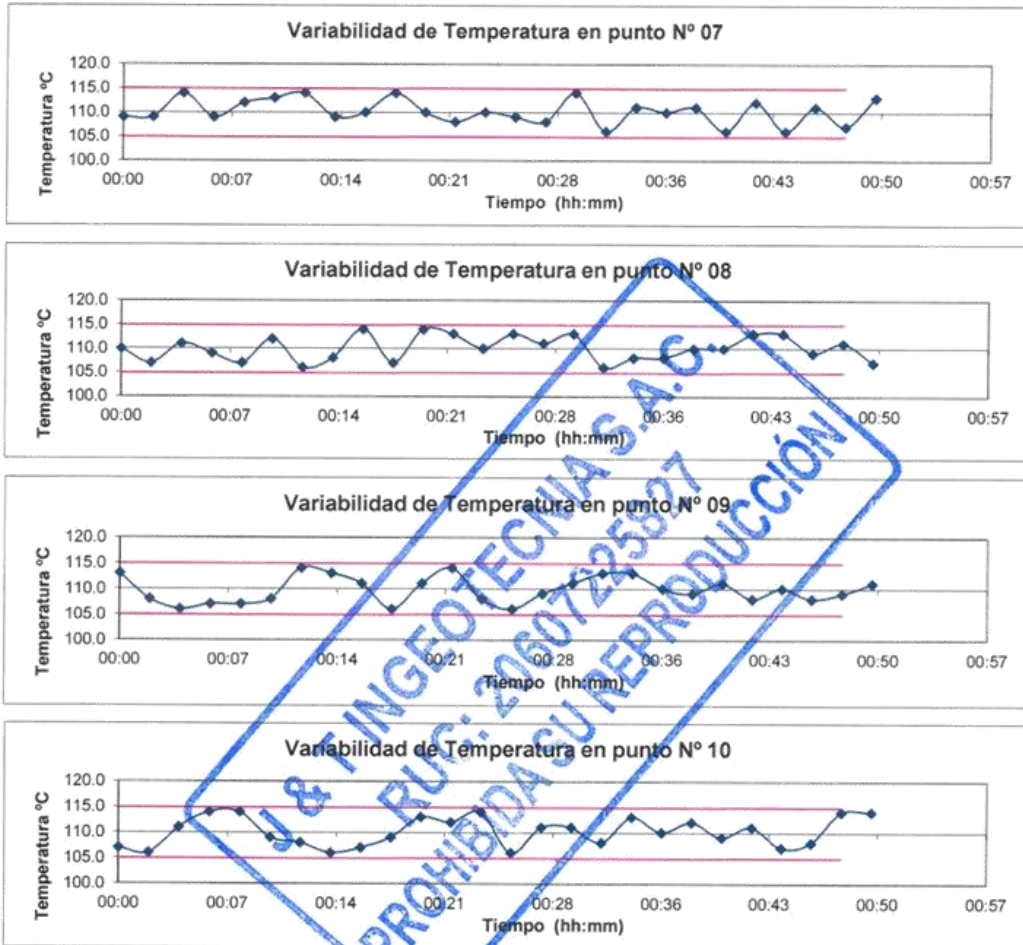 Variabilidad de Temperatura en punto Nº 07
Temperatura ºC
120.0
115.0
110.0
105.0
100.0
00:00 00:07 00:14 00:21 00:28 00:36 00:43 00:50 00:57
Tiempo (hh:mm)
Variabilidad de Temperatura en punto Nº 08
Temperatura ºC
120.0
115.0
110.0
105.0
100.0
00:00 00:07 00:14 00:21 00:28 00:36 00:43 00:50 00:57
Tiempo (hh:mm)
Variabilidad de Temperatura en punto Nº 09
Temperatura ºC
120.0
115.0
110.0
105.0
100.0
00:00 00:07 00:14 00:21 00:28 00:36 00:43 00:50 00:57
Tiempo (hh:mm)
Variabilidad de Temperatura en punto Nº 10
Temperatura ºC
120.0
115.0
110.0
105.0
100.0
00:00 00:07 00:14 00:21 00:28 00:36 00:43 00:50 00:57
Tiempo (hh:mm)
J & T INGEOTECNIA S.A.C.
RUC: 20607225827
PROHIBIDA SU REPRODUCCIÓN